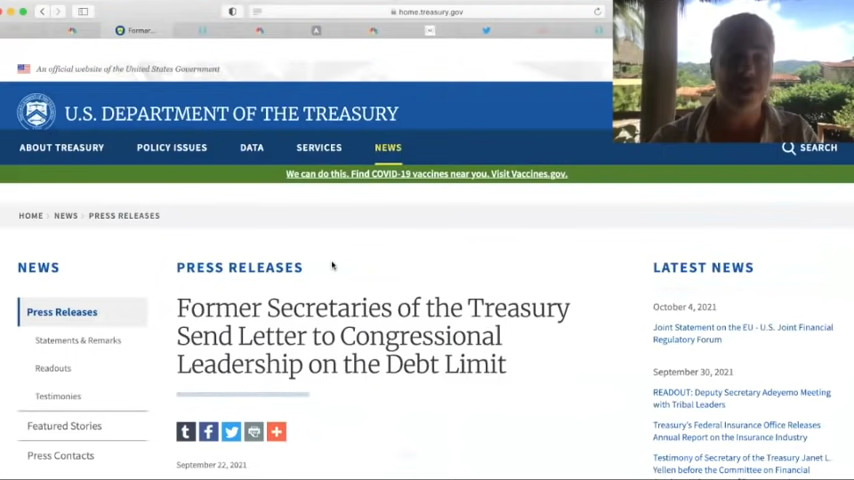 home.treasury.gov
Formar...
An official website of the United States Government
U.S. DEPARTMENT OF THE TREASURY
ABOUT TREASURY POLICY ISSUES DATA SERVICES NEWS SEARCH
We can do this. Find COVID-19 vaccines near you. Visit Vaccines.gov.
HOME NEWS PRESS RELEASES
NEWS
Press Releases
Statements & Remarks
Readouts
Testimonies
Featured Stories
Press Contacts
PRESS RELEASES
Former Secretaries of the Treasury
Send Letter to Congressional
Leadership on the Debt Limit
September 22, 2021
LATEST NEWS
October 4, 2021
Joint Statement on the EU - U.S. Joint Financial
Regulatory Forum
September 30, 2021
READOUT: Deputy Secretary Adeyemo Meeting
with Tribal Leaders
Treasury's Federal Insurance Office Releases
Annual Report on the Insurance Industry
Testimony of Secretary of the Treasury Janet L.
Yellen before the Committee on Financial